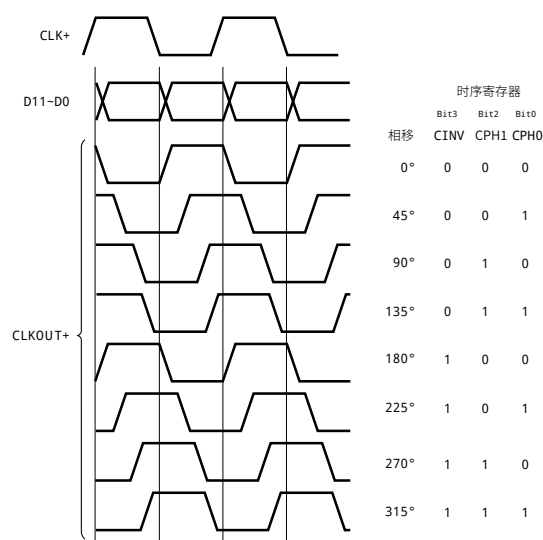 CLK+
D11~D0
CLKOUT+
时序寄存器
Bit3 Bit2 Bit0
相移 CINV CPH1 CPH0
0° 0 0 0
45° 0 0 1
90° 0 1 0
135° 0 1 1
180° 1 0 0
225° 1 0 1
270° 1 1 0
315° 1 1 1